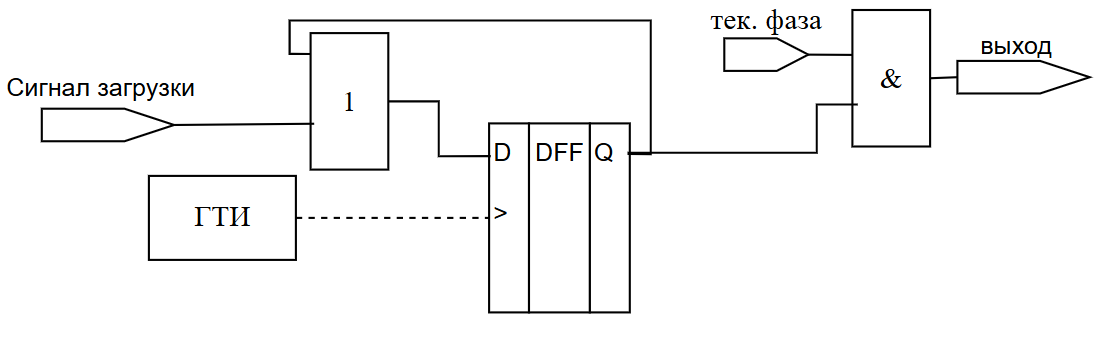 тек. фаза
выход
Сигнал загрузки
1
&
D DFF Q
>
ГТИ